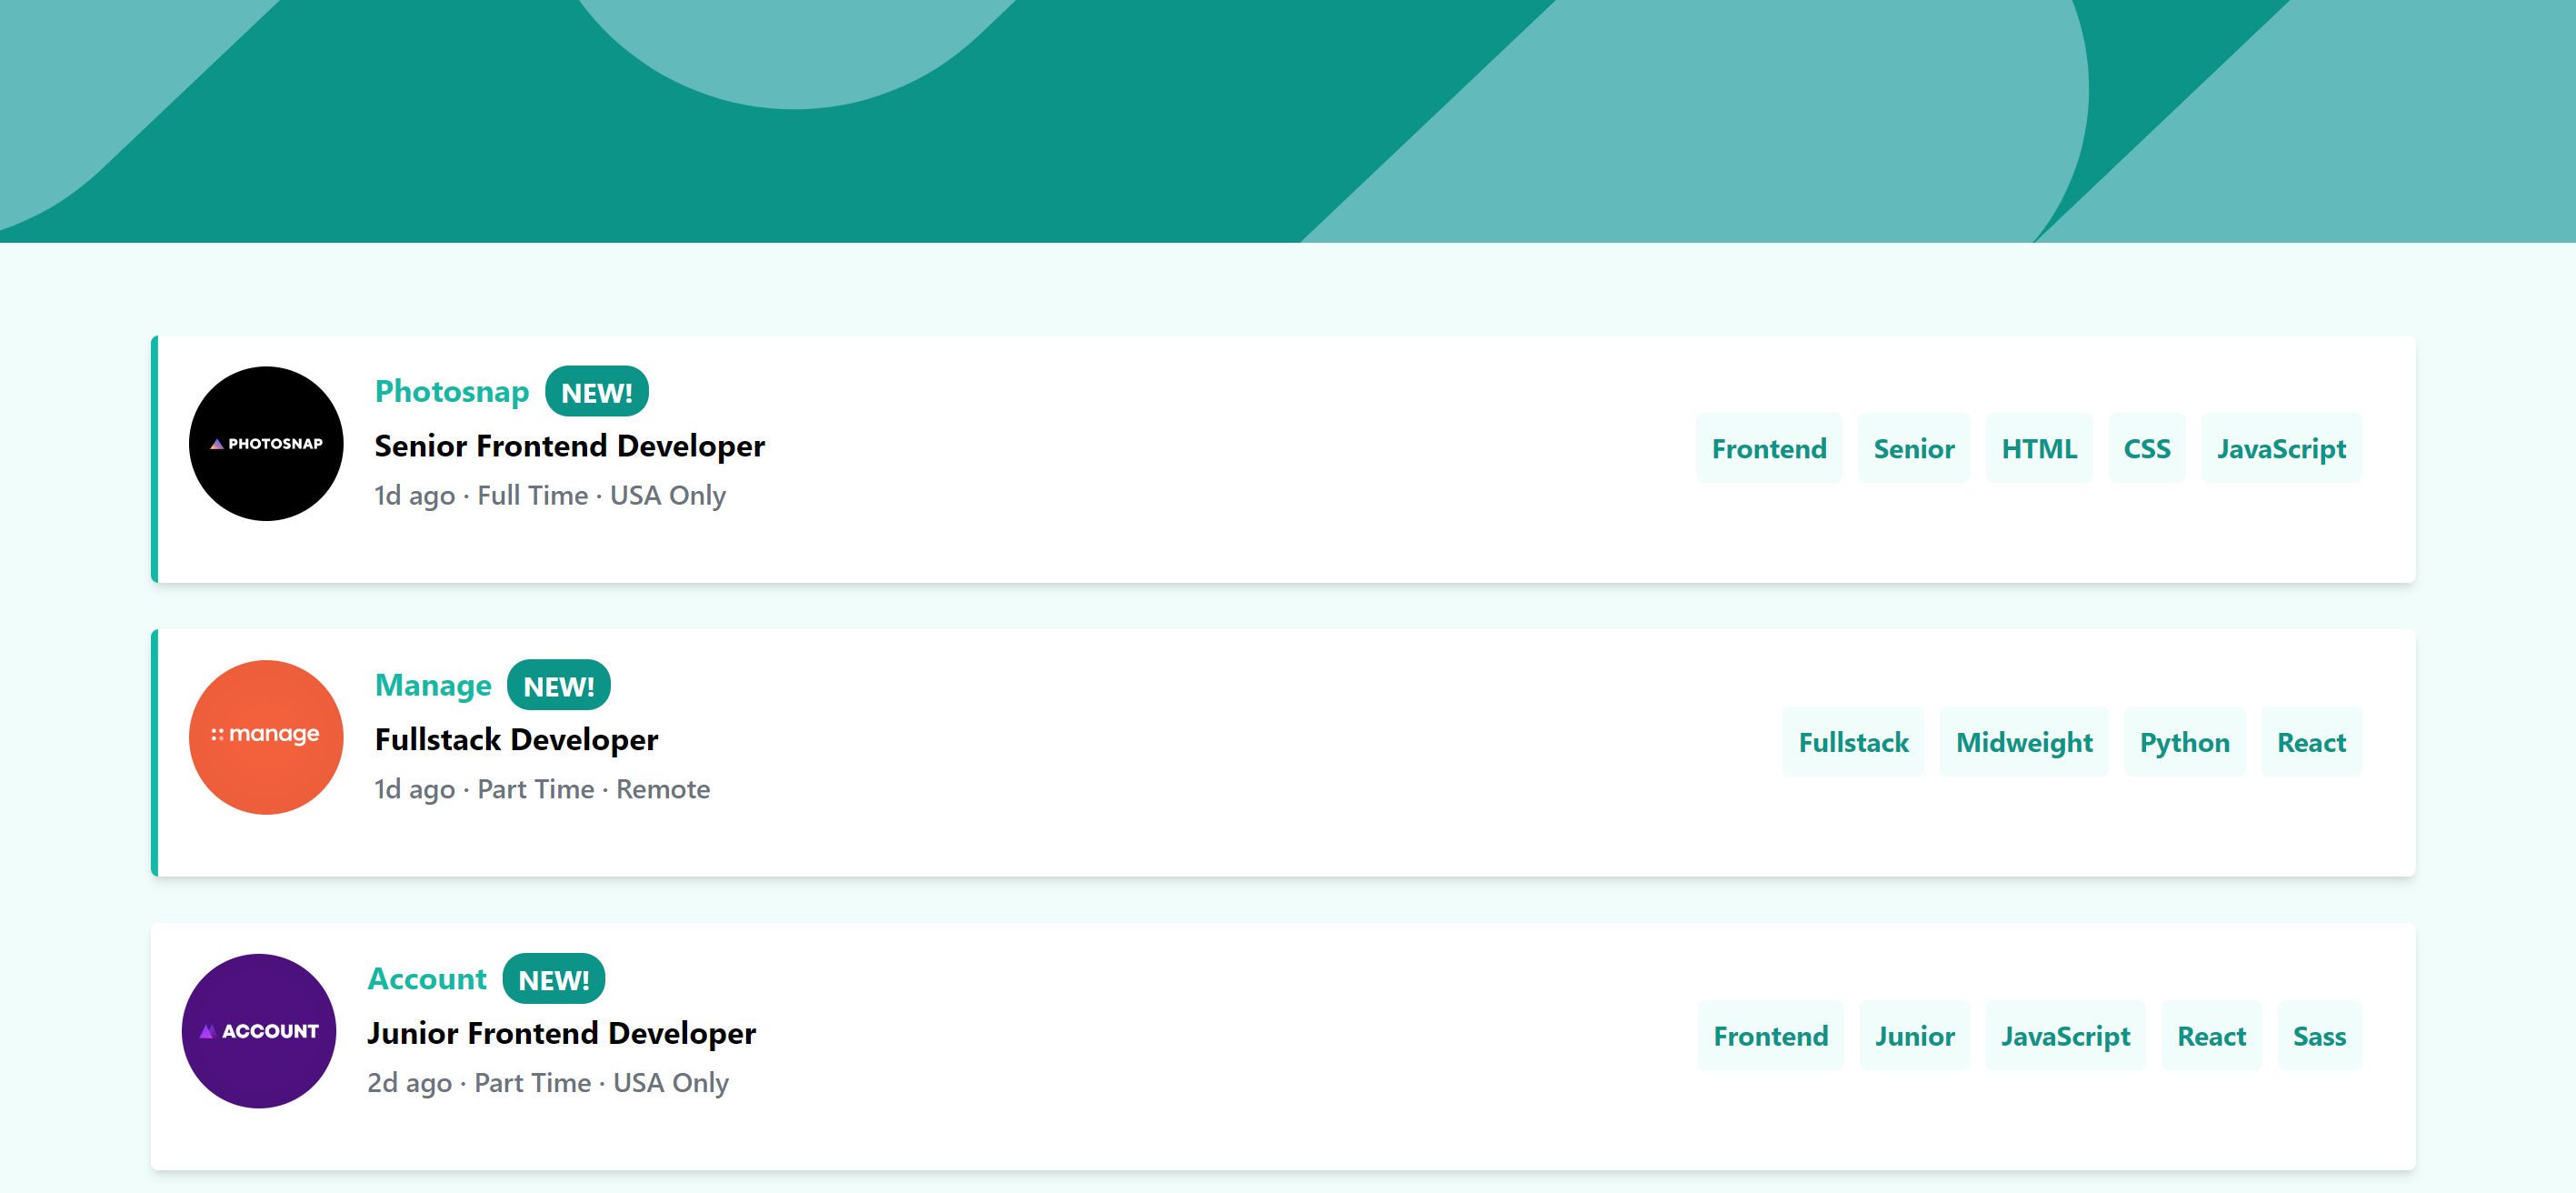 PHOTOSNAP
Photosnap NEW!
Senior Frontend Developer
1d ago · Full Time · USA Only
Frontend Senior HTML CSS JavaScript
manage
Manage NEW!
Fullstack Developer
1d ago · Part Time · Remote
Fullstack Midweight Python React
ACCOUNT
Account NEW!
Junior Frontend Developer
2d ago · Part Time · USA Only
Frontend Junior JavaScript React Sass